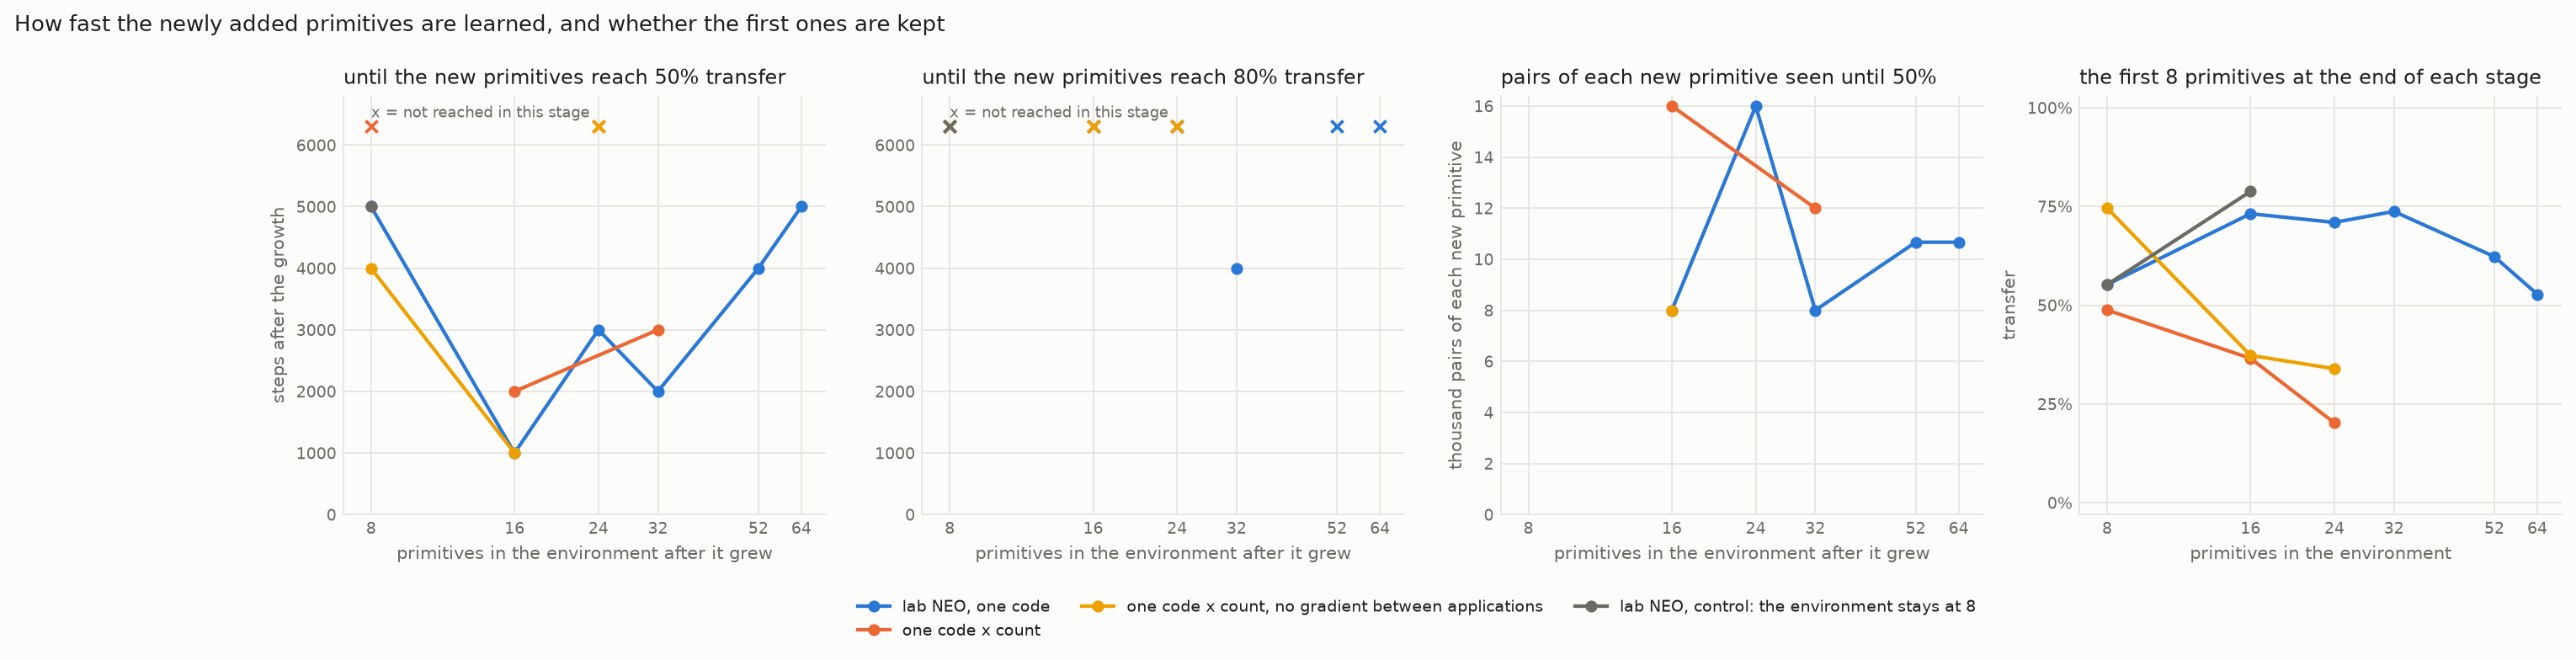 How fast the newly added primitives are learned, and whether the first ones are kept
until the new primitives reach 50% transfer
x = not reached in this stage
steps after the growth
6000
5000
4000
3000
2000
1000
0
8 16 24 32 52 64
primitives in the environment after it grew
until the new primitives reach 80% transfer
x = not reached in this stage
6000
5000
4000
3000
2000
1000
0
8 16 24 32 52 64
primitives in the environment after it grew
pairs of each new primitive seen until 50%
thousand pairs of each new primitive
16
14
12
10
8
6
4
2
0
8 16 24 32 52 64
primitives in the environment after it grew
the first 8 primitives at the end of each stage
transfer
100%
75%
50%
25%
0%
8 16 24 32 52 64
primitives in the environment
lab NEO, one code
one code x count
one code x count, no gradient between applications
lab NEO, control: the environment stays at 8